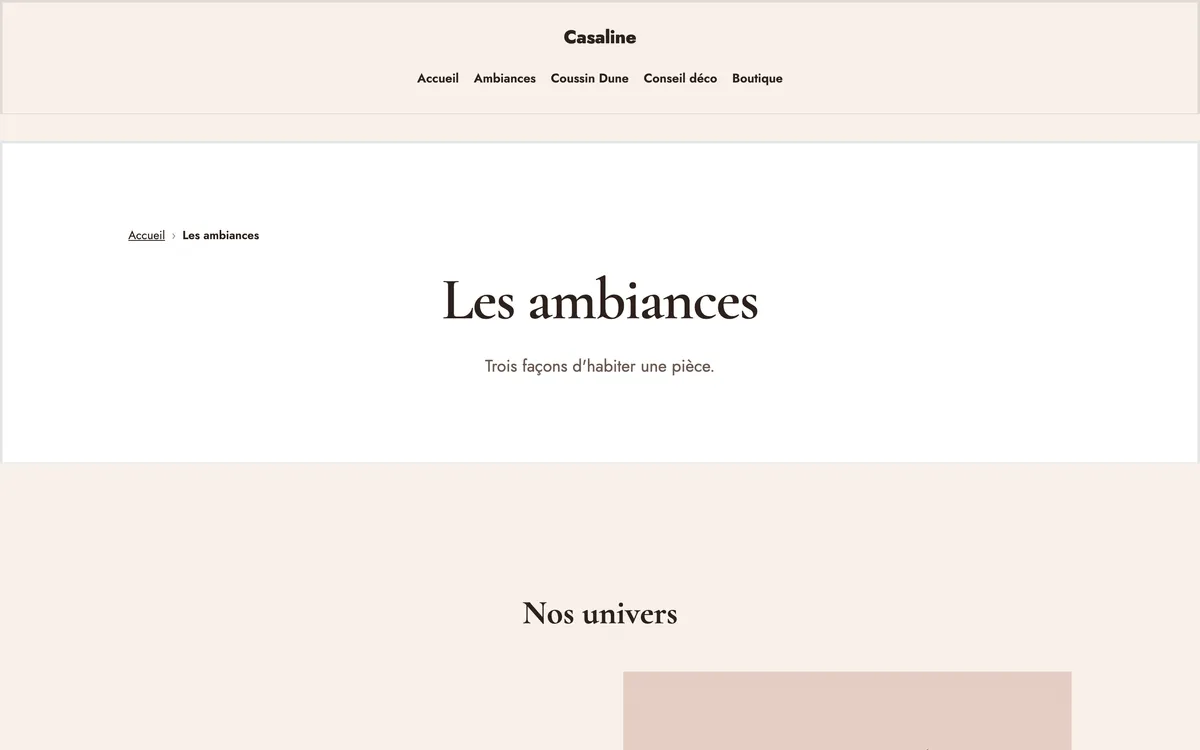 Casaline
Accueil Ambiances Coussin Dune Conseil déco Boutique
Accueil › Les ambiances
Les ambiances
Trois façons d'habiter une pièce.
Nos univers